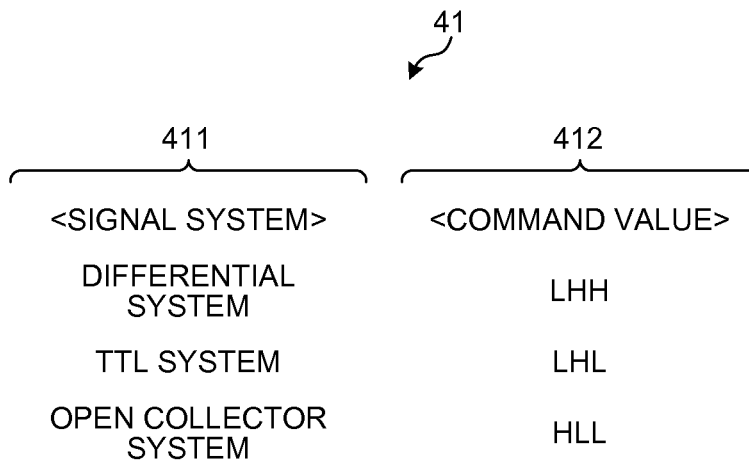 41
411 412
<SIGNAL SYSTEM> <COMMAND VALUE>
DIFFERENTIAL
SYSTEM LHH
TTL SYSTEM LHL
OPEN COLLECTOR
SYSTEM HLL